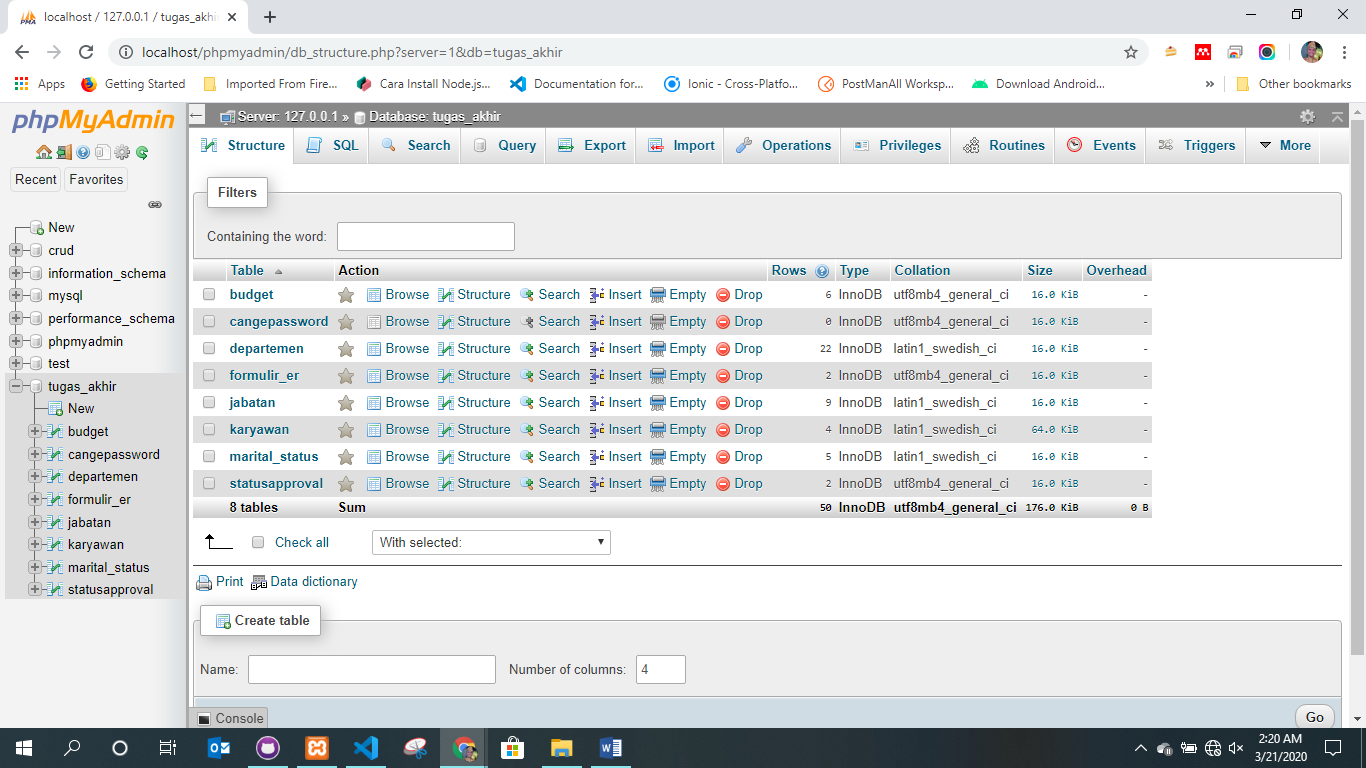 localhost / 127.0.0.1 / tugas_akhi
localhost/phpmyadmin/db_structure.php?server=1&db=tugas_akhir
Apps Getting Started Imported From Fire... Cara Install Node.js... Documentation for... Ionic - Cross-Platfo... PostManAll Worksp... Download Android... » Other bookmarks
phpMyAdmin
Recent Favorites
New
crud
information_schema
mysql
performance_schema
phpmyadmin
test
tugas_akhir
New
budget
cangepassword
departemen
formulir_er
jabatan
karyawan
marital_status
statusapproval
Server: 127.0.0.1 » Database: tugas_akhir
Structure SQL Search Query Export Import Operations Privileges Routines Events Triggers More
Filters
Containing the word:
Table Action Rows Type Collation Size Overhead
budget Browse Structure Search Insert Empty Drop 6 InnoDB utf8mb4_general_ci 16.0 KiB -
cangepassword Browse Structure Search Insert Empty Drop 0 InnoDB utf8mb4_general_ci 16.0 KiB -
departemen Browse Structure Search Insert Empty Drop 22 InnoDB latin1_swedish_ci 16.0 KiB -
formulir_er Browse Structure Search Insert Empty Drop 2 InnoDB utf8mb4_general_ci 16.0 KiB -
jabatan Browse Structure Search Insert Empty Drop 9 InnoDB latin1_swedish_ci 16.0 KiB -
karyawan Browse Structure Search Insert Empty Drop 4 InnoDB latin1_swedish_ci 64.0 KiB -
marital_status Browse Structure Search Insert Empty Drop 5 InnoDB latin1_swedish_ci 16.0 KiB -
statusapproval Browse Structure Search Insert Empty Drop 2 InnoDB utf8mb4_general_ci 16.0 KiB -
8 tables Sum 50 InnoDB utf8mb4_general_ci 176.0 KiB 0 B
Check all With selected:
Print Data dictionary
Create table
Name: Number of columns: 4
Console Go
2:20 AM
3/21/2020